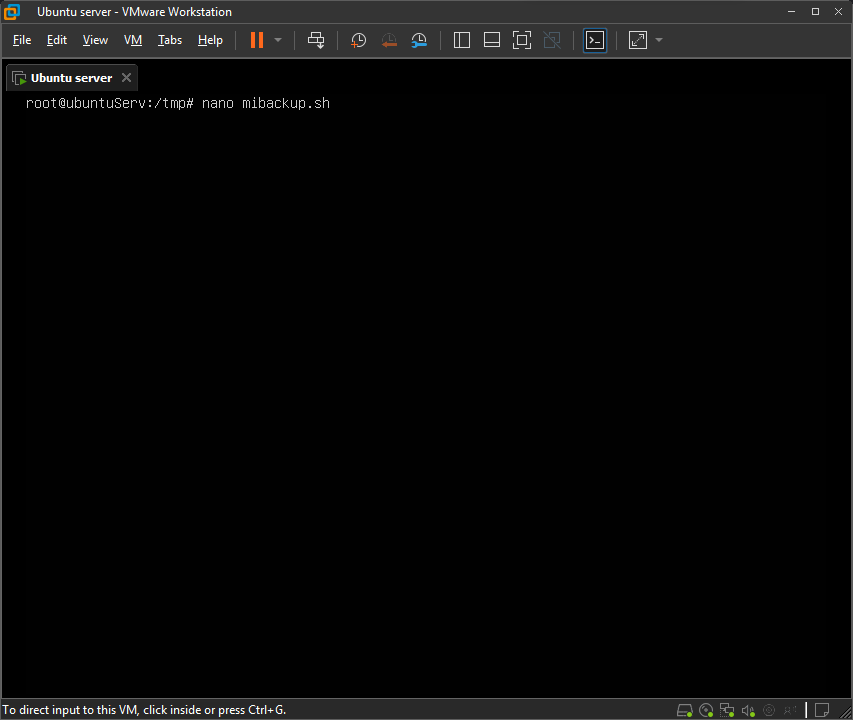 Ubuntu server - VMware Workstation
File Edit View VM Tabs Help
Ubuntu server
root@ubuntuServ:/tmp# nano mibackup.sh
To direct input to this VM, click inside or press Ctrl+G.